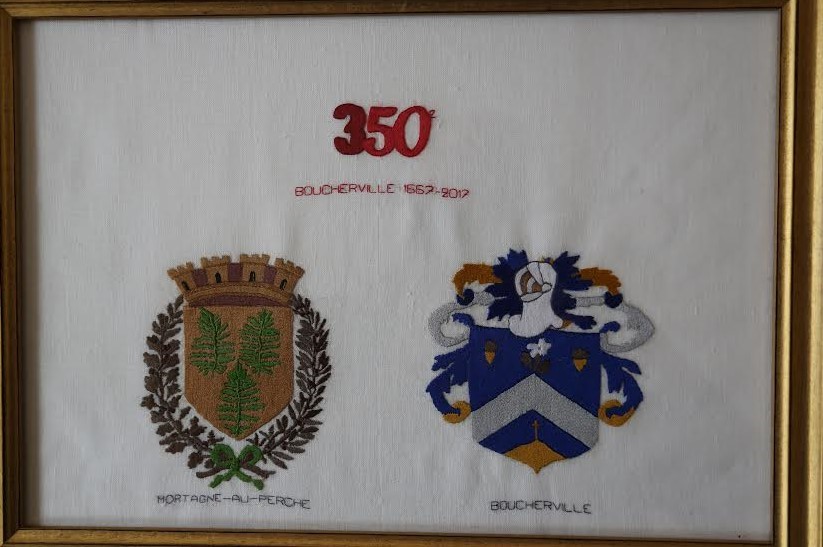 350e
BOUCHERVILLE 1667-2017
MORTAGNE-AU-PERCHE
BOUCHERVILLE